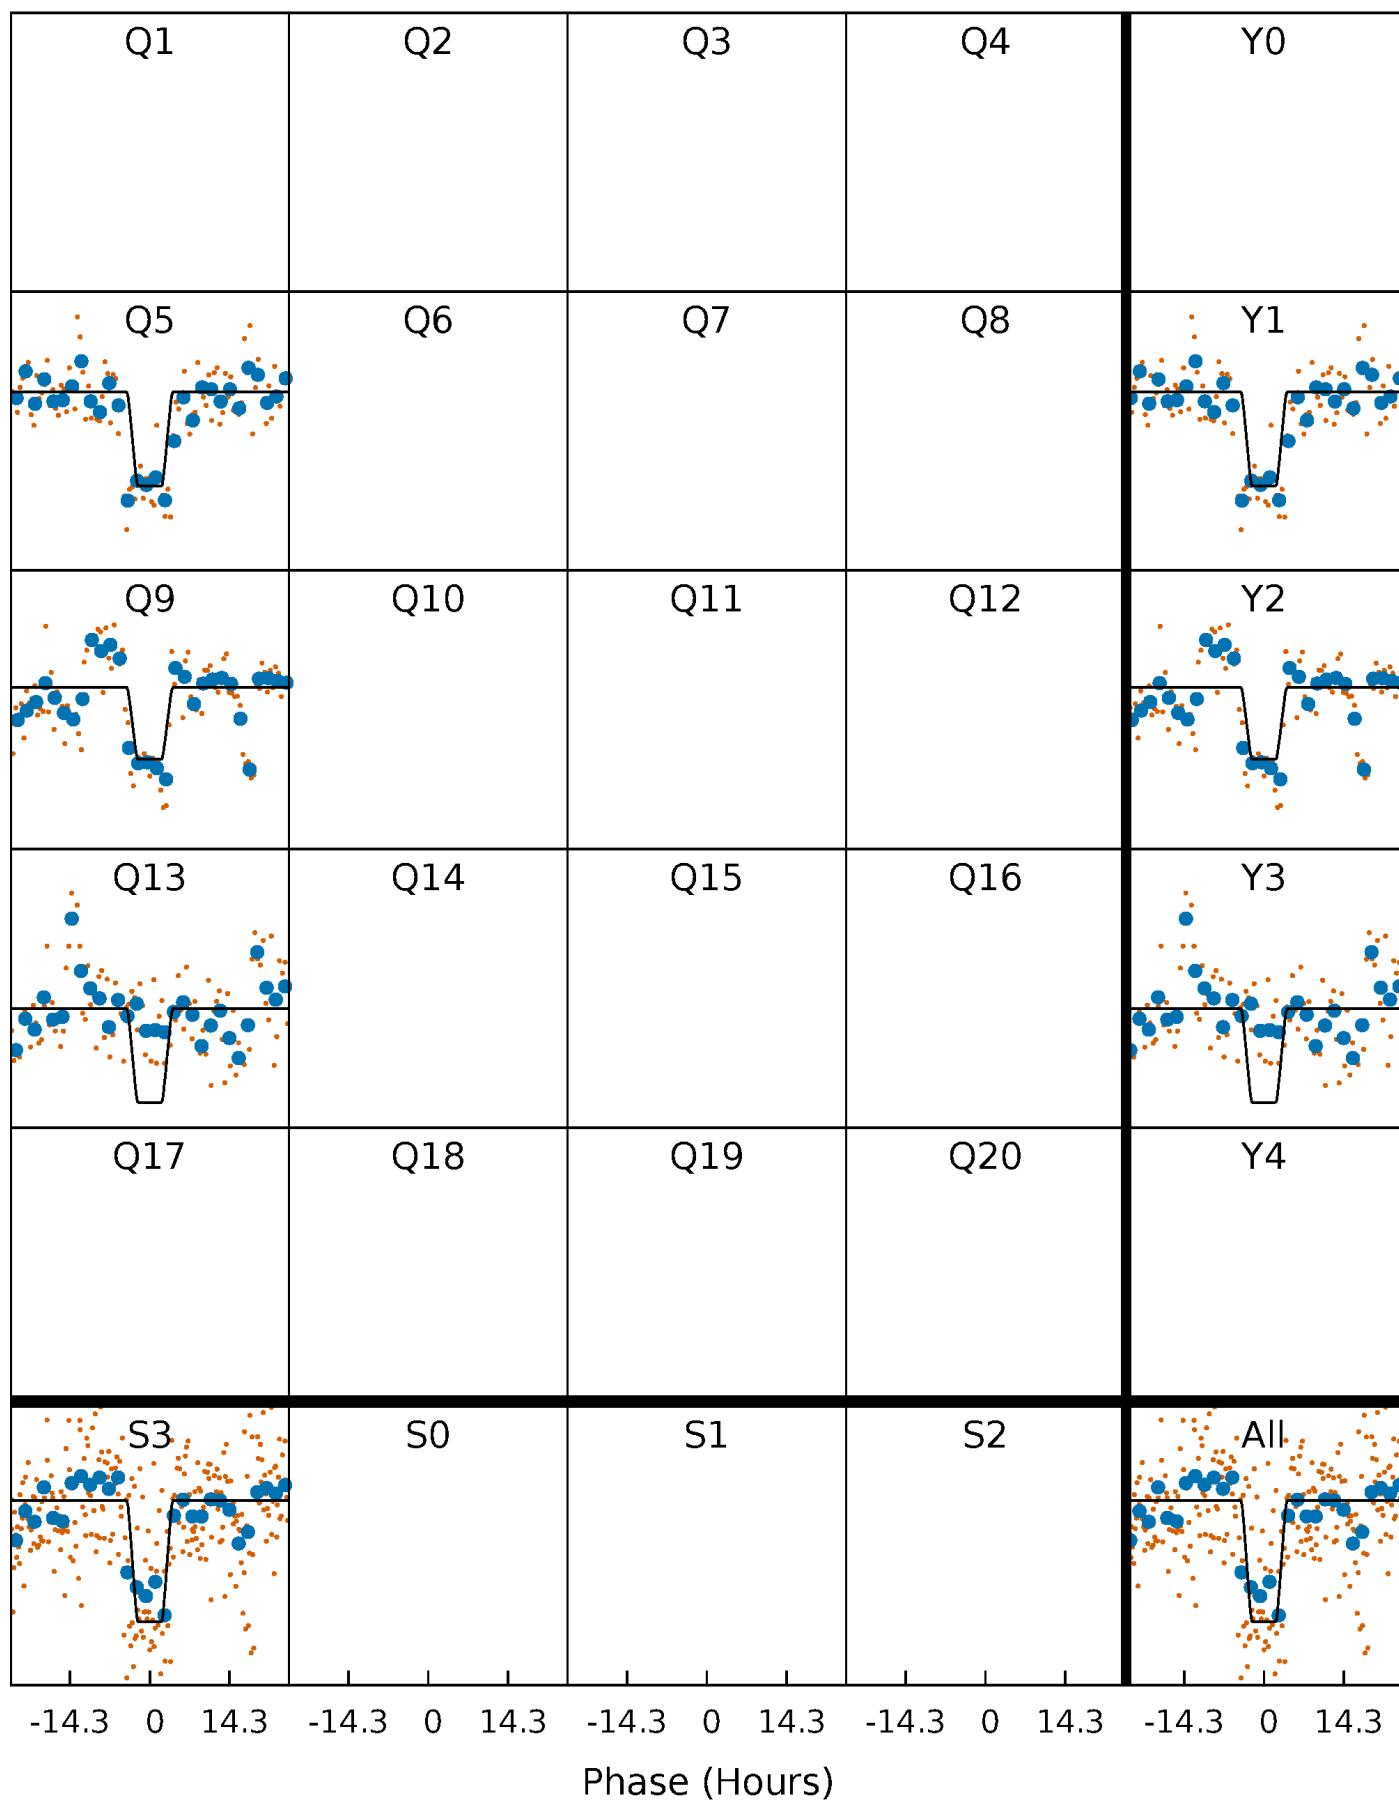 Q1 Q2 Q3 Q4 Y0
Q5 Q6 Q7 Q8 Y1
Q9 Q10 Q11 Q12 Y2
Q13 Q14 Q15 Q16 Y3
Q17 Q18 Q19 Q20 Y4
S3 S0 S1 S2 All
-14.3 0 14.3 -14.3 0 14.3 -14.3 0 14.3 -14.3 0 14.3 -14.3 0 14.3
Phase (Hours)